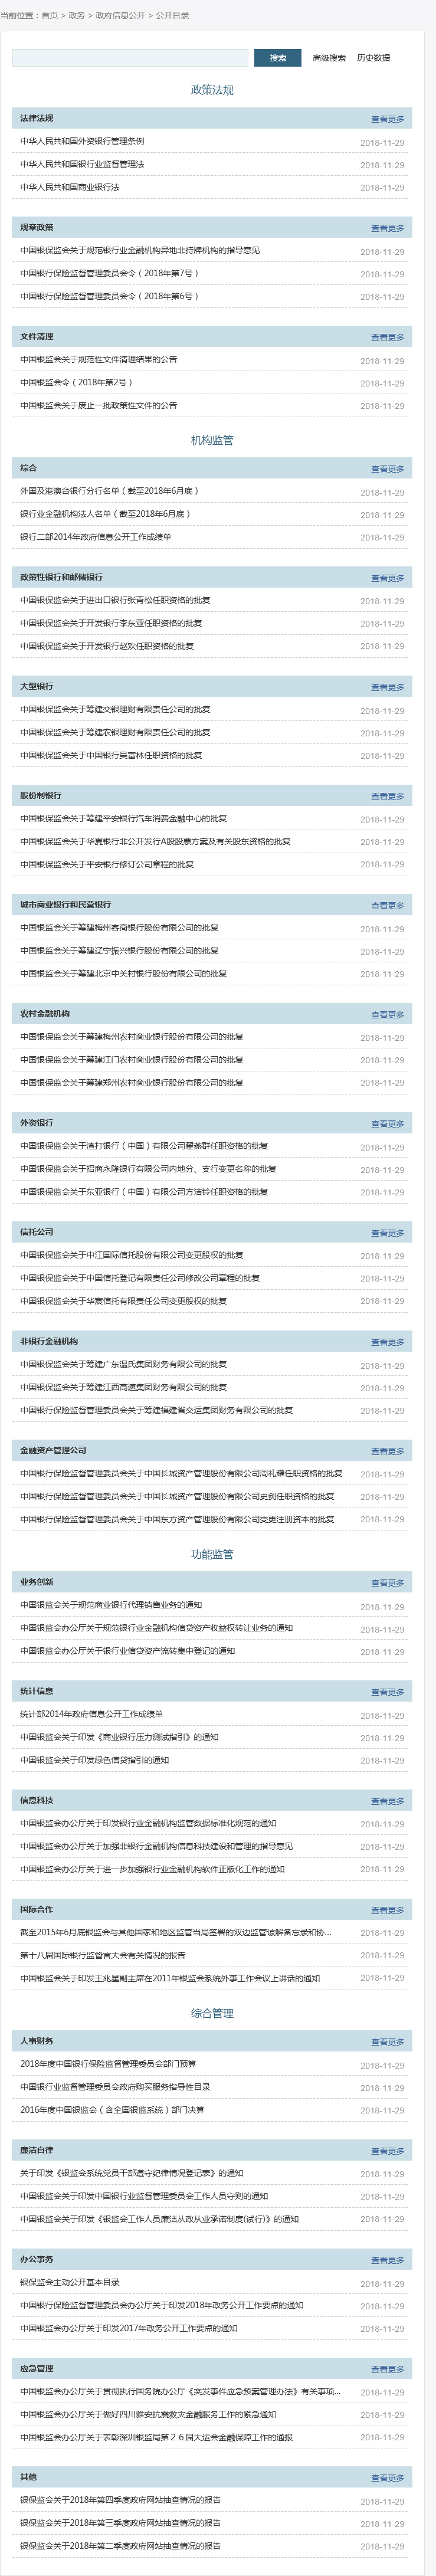 当前位置：首页 > 政务 > 政府信息公开 > 公开目录
搜索 高级搜索 历史数据
政策法规
法律法规 查看更多
中华人民共和国外资银行管理条例 2018-11-29
中华人民共和国银行业监督管理法 2018-11-29
中华人民共和国商业银行法 2018-11-29
规章政策 查看更多
中国银保监会关于规范银行业金融机构异地非持牌机构的指导意见 2018-11-29
中国银行保险监督管理委员会令（2018年第7号） 2018-11-29
中国银行保险监督管理委员会令（2018年第6号） 2018-11-29
文件清理 查看更多
中国银监会关于规范性文件清理结果的公告 2018-11-29
中国银监会令（2018年第2号） 2018-11-29
中国银监会关于废止一批政策性文件的公告 2018-11-29
机构监管
综合 查看更多
外国及港澳台银行分行名单（截至2018年6月底） 2018-11-29
银行业金融机构法人名单（截至2018年6月底） 2018-11-29
银行二部2014年政府信息公开工作成绩单 2018-11-29
政策性银行和邮储银行 查看更多
中国银保监会关于进出口银行张青松任职资格的批复 2018-11-29
中国银保监会关于开发银行李东亚任职资格的批复 2018-11-29
中国银保监会关于开发银行赵欢任职资格的批复 2018-11-29
大型银行 查看更多
中国银保监会关于筹建交银理财有限责任公司的批复 2018-11-29
中国银保监会关于筹建农银理财有限责任公司的批复 2018-11-29
中国银保监会关于中国银行吴富林任职资格的批复 2018-11-29
股份制银行 查看更多
中国银保监会关于筹建平安银行汽车消费金融中心的批复 2018-11-29
中国银保监会关于华夏银行非公开发行A股股票方案及有关股东资格的批复 2018-11-29
中国银保监会关于平安银行修订公司章程的批复 2018-11-29
城市商业银行和民营银行 查看更多
中国银监会关于筹建梅州客商银行股份有限公司的批复 2018-11-29
中国银监会关于筹建辽宁振兴银行股份有限公司的批复 2018-11-29
中国银监会关于筹建北京中关村银行股份有限公司的批复 2018-11-29
农村金融机构 查看更多
中国银保监会关于筹建梅州农村商业银行股份有限公司的批复 2018-11-29
中国银保监会关于筹建江门农村商业银行股份有限公司的批复 2018-11-29
中国银保监会关于筹建郑州农村商业银行股份有限公司的批复 2018-11-29
外资银行 查看更多
中国银保监会关于渣打银行（中国）有限公司翟燕群任职资格的批复 2018-11-29
中国银保监会关于招商永隆银行有限公司内地分、支行变更名称的批复 2018-11-29
中国银保监会关于东亚银行（中国）有限公司方洁铃任职资格的批复 2018-11-29
信托公司 查看更多
中国银保监会关于中江国际信托股份有限公司变更股权的批复 2018-11-29
中国银保监会关于中国信托登记有限责任公司修改公司章程的批复 2018-11-29
中国银保监会关于华宸信托有限责任公司变更股权的批复 2018-11-29
非银行金融机构 查看更多
中国银保监会关于筹建广东温氏集团财务有限公司的批复 2018-11-29
中国银保监会关于筹建江西高速集团财务有限公司的批复 2018-11-29
中国银行保险监督管理委员会关于筹建福建省交运集团财务有限公司的批复 2018-11-29
金融资产管理公司 查看更多
中国银行保险监督管理委员会关于中国长城资产管理股份有限公司周礼耀任职资格的批复 2018-11-29
中国银行保险监督管理委员会关于中国长城资产管理股份有限公司史剑任职资格的批复 2018-11-29
中国银行保险监督管理委员会关于中国东方资产管理股份有限公司变更注册资本的批复 2018-11-29
功能监管
业务创新 查看更多
中国银监会关于规范商业银行代理销售业务的通知 2018-11-29
中国银监会办公厅关于规范银行业金融机构信贷资产收益权转让业务的通知 2018-11-29
中国银监会办公厅关于银行业信贷资产流转集中登记的通知 2018-11-29
统计信息 查看更多
统计部2014年政府信息公开工作成绩单 2018-11-29
中国银监会关于印发《商业银行压力测试指引》的通知 2018-11-29
中国银监会关于印发绿色信贷指引的通知 2018-11-29
信息科技 查看更多
中国银监会办公厅关于印发银行业金融机构监管数据标准化规范的通知 2018-11-29
中国银监会办公厅关于加强非银行金融机构信息科技建设和管理的指导意见 2018-11-29
中国银监会办公厅关于进一步加强银行业金融机构软件正版化工作的通知 2018-11-29
国际合作 查看更多
截至2015年6月底银监会与其他国家和地区监管当局签署的双边监管谅解备忘录和协... 2018-11-29
第十八届国际银行监督官大会有关情况的报告 2018-11-29
中国银监会关于印发王兆星副主席在2011年银监会系统外事工作会议上讲话的通知 2018-11-29
综合管理
人事财务 查看更多
2018年度中国银行保险监督管理委员会部门预算 2018-11-29
中国银行业监督管理委员会政府购买服务指导性目录 2018-11-29
2016年度中国银监会（含全国银监系统）部门决算 2018-11-29
廉洁自律 查看更多
关于印发《银监会系统党员干部遵守纪律情况登记表》的通知 2018-11-29
中国银监会关于印发中国银行业监督管理委员会工作人员守则的通知 2018-11-29
中国银监会关于印发《银监会工作人员廉洁从政从业承诺制度(试行)》的通知 2018-11-29
办公事务 查看更多
银保监会主动公开基本目录 2018-11-29
中国银行保险监督管理委员会办公厅关于印发2018年政务公开工作要点的通知 2018-11-29
中国银监会办公厅关于印发2017年政务公开工作要点的通知 2018-11-29
应急管理 查看更多
中国银监会办公厅关于贯彻执行国务院办公厅《突发事件应急预案管理办法》有关事项... 2018-11-29
中国银监会办公厅关于做好四川雅安抗震救灾金融服务工作的紧急通知 2018-11-29
中国银监会办公厅关于表彰深圳银监局第２６届大运会金融保障工作的通报 2018-11-29
其他 查看更多
银保监会关于2018年第四季度政府网站抽查情况的报告 2018-11-29
银保监会关于2018年第三季度政府网站抽查情况的报告 2018-11-29
银保监会关于2018年第二季度政府网站抽查情况的报告 2018-11-29